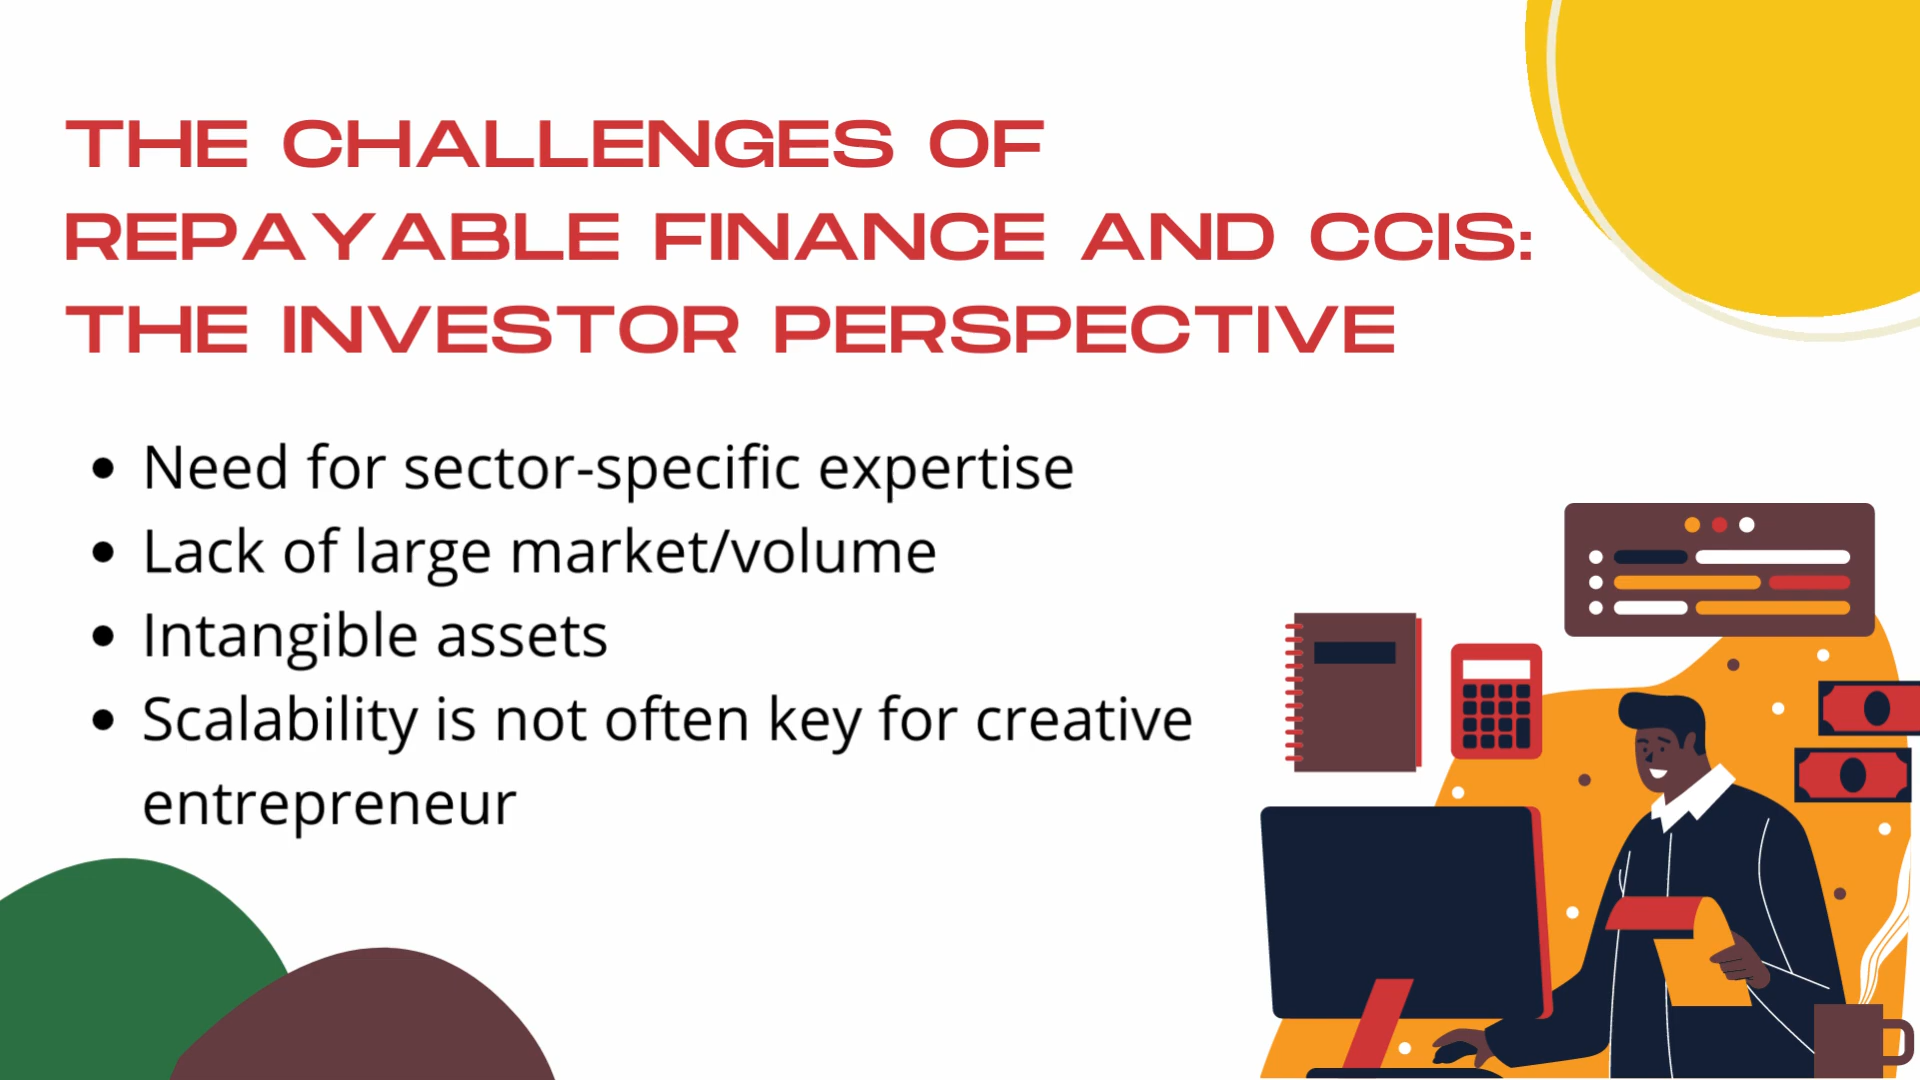 THE CHALLENGES OF
REPAYABLE FINANCE AND CCIS:
THE INVESTOR PERSPECTIVE
• Need for sector-specific expertise
• Lack of large market/volume
• Intangible assets
• Scalability is not often key for creative
entrepreneur